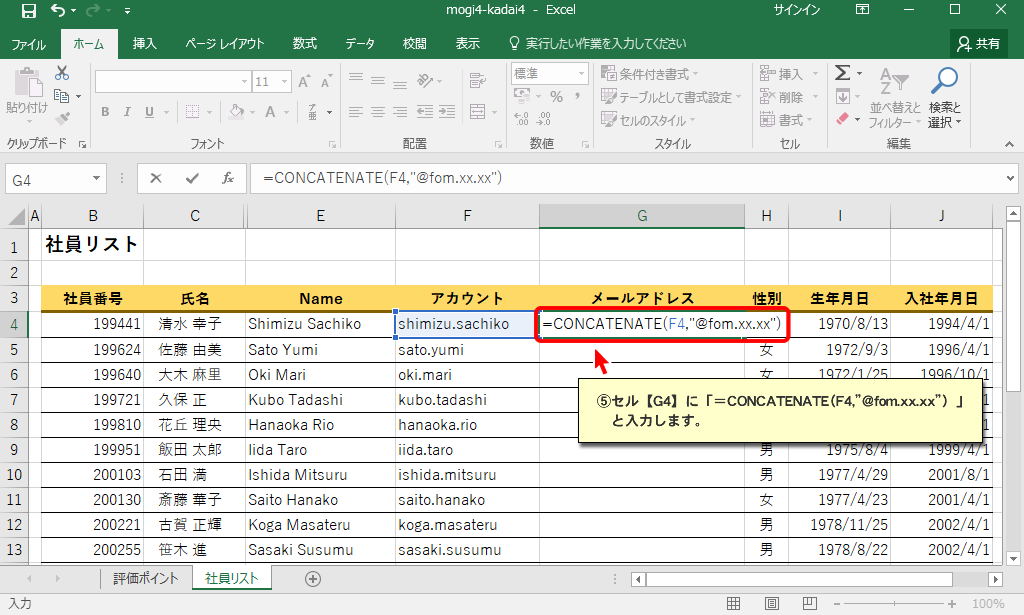 mogi4-kadai4 - Excel
サインイン
ファイル ホーム 挿入 ページ レイアウト 数式 データ 校閲 表示 実行したい作業を入力してください 共有
貼り付け
クリップボード
11
B I U
フォント
配置
標準
%
数値
条件付き書式
テーブルとして書式設定
セルのスタイル
スタイル
挿入
削除
書式
セル
並べ替えと
フィルター
検索と
選択
編集
G4 =CONCATENATE(F4,"@fom.xx.xx")
A B C E F G H I J
1 社員リスト
2
3 社員番号 氏名 Name アカウント メールアドレス 性別 生年月日 入社年月日
4 199441 清水 幸子 Shimizu Sachiko shimizu.sachiko =CONCATENATE(F4,"@fom.xx.xx") 1970/8/13 1994/4/1
5 199624 佐藤 由美 Sato Yumi sato.yumi 女 1972/9/3 1996/4/1
6 199640 大木 麻里 Oki Mari oki.mari 女 1972/1/25 1996/10/1
7 199721 久保 正 Kubo Tadashi kubo.tadashi
8 199810 花丘 理央 Hanaoka Rio hanaoka.rio
9 199951 飯田 太郎 Iida Taro iida.taro 男 1975/8/4 1999/4/1
10 200103 石田 満 Ishida Mitsuru ishida.mitsuru 男 1977/4/29 2001/8/1
11 200130 斎藤 華子 Saito Hanako saito.hanako 女 1977/4/23 2001/4/1
12 200221 古賀 正輝 Koga Masateru koga.masateru 男 1978/11/25 2002/4/1
13 200255 笹木 進 Sasaki Susumu sasaki.susumu 男 1978/8/22 2002/4/1
⑤セル【G4】に「＝CONCATENATE(F4,”@fom.xx.xx”) 」
と入力します。
評価ポイント 社員リスト
入力 100%